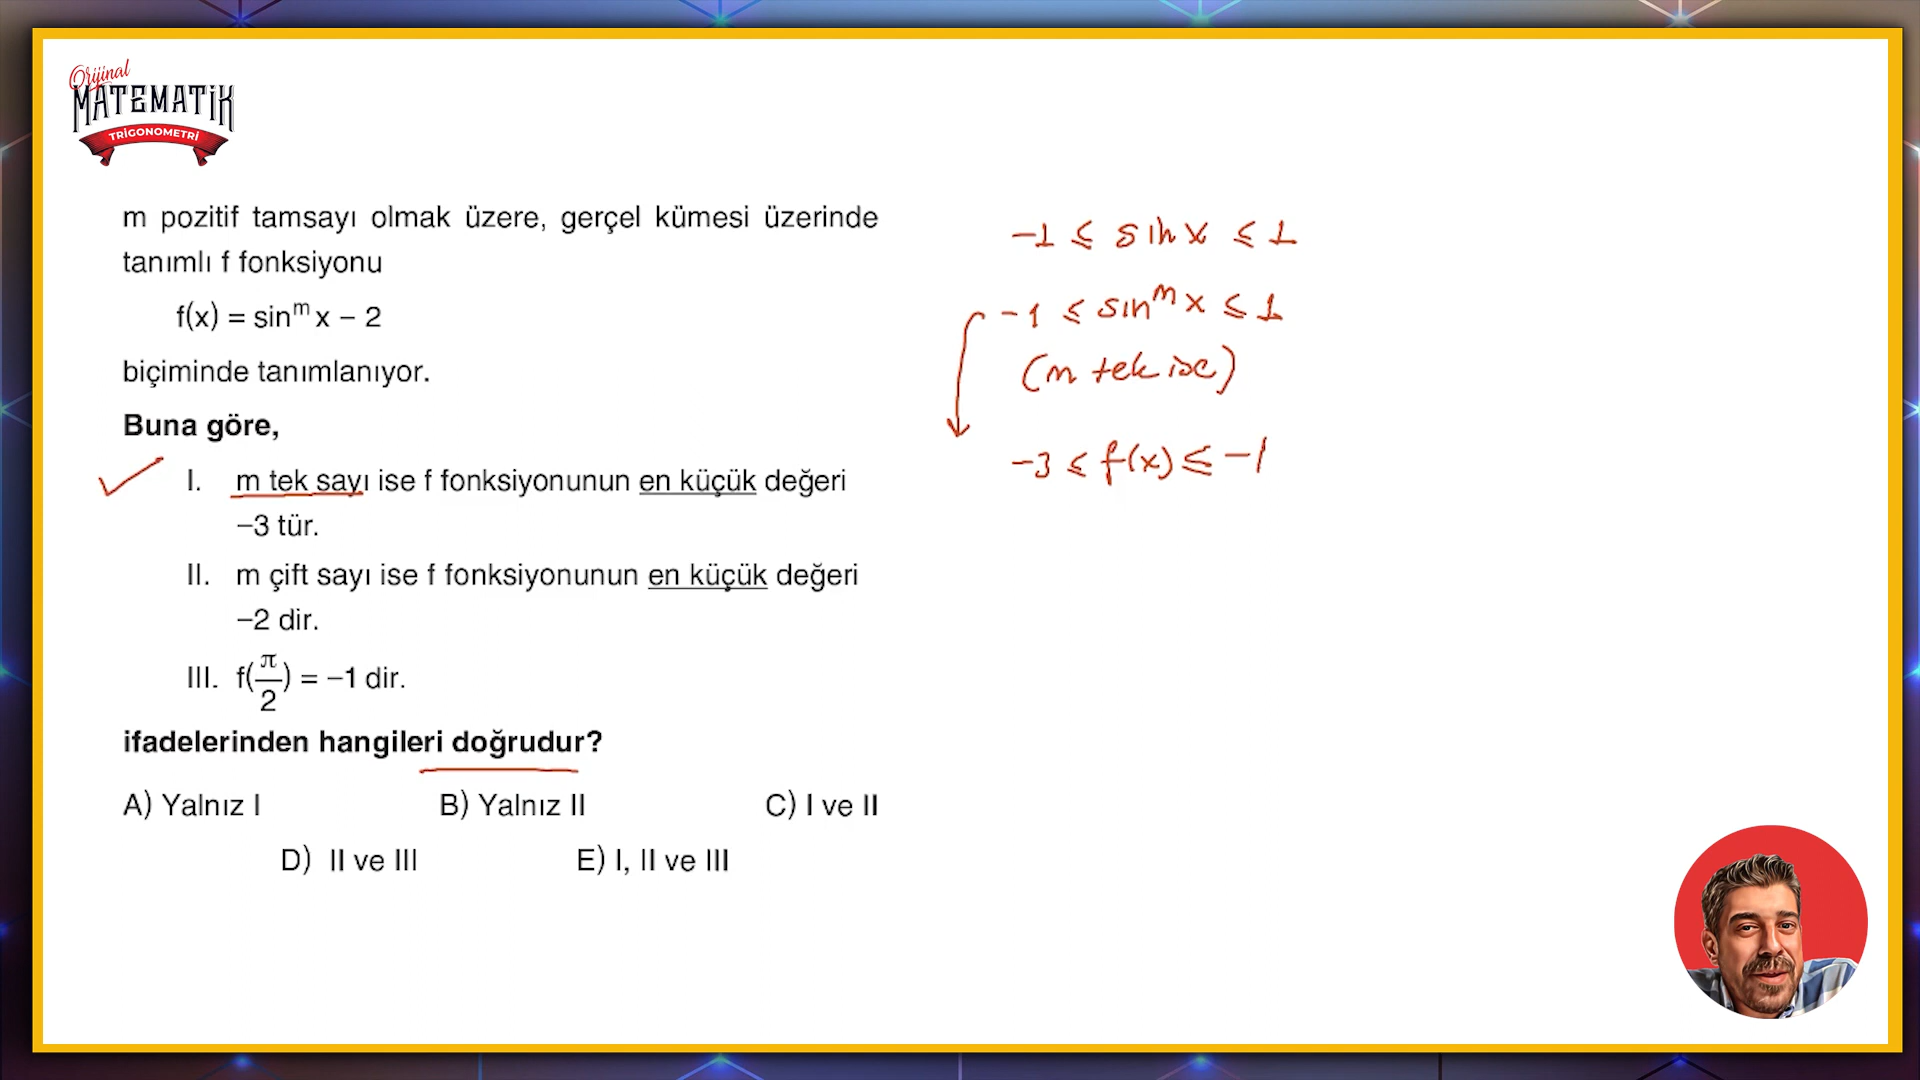 Orijinal
MATEMATİK
TRİGONOMETRİ
m pozitif tamsayı olmak üzere, gerçel kümesi üzerinde
tanımlı f fonksiyonu
f(x) = sin^m x – 2
biçiminde tanımlanıyor.
Buna göre,
I. m tek sayı ise f fonksiyonunun en küçük değeri
–3 tür.
II. m çift sayı ise f fonksiyonunun en küçük değeri
–2 dir.
III. f(π/2) = –1 dir.
ifadelerinden hangileri doğrudur?
A) Yalnız I B) Yalnız II C) I ve II
D) II ve III E) I, II ve III
-1 ≤ sin x ≤ 1
-1 ≤ sin^m x ≤ 1
(m tek ise)
-3 ≤ f(x) ≤ -1